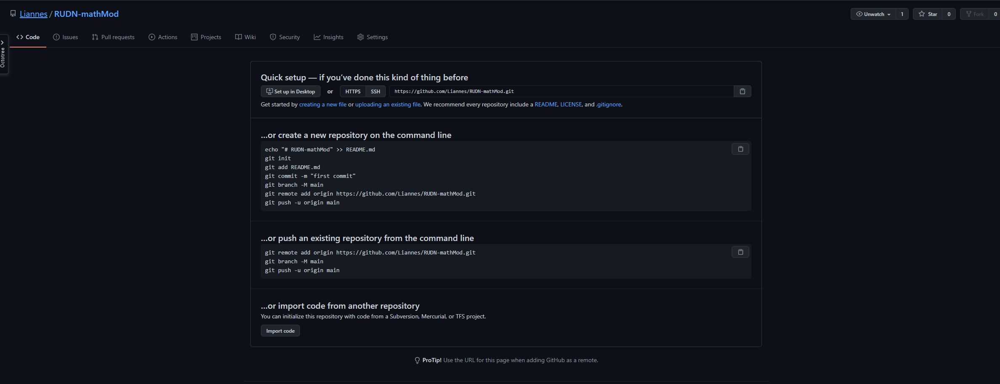 Liannes / RUDN-mathMod
Unwatch 1 Star 0 Fork 0
Code Issues Pull requests Actions Projects Wiki Security Insights Settings
Octotree
Quick setup — if you’ve done this kind of thing before
Set up in Desktop or HTTPS SSH https://github.com/Liannes/RUDN-mathMod.git
Get started by creating a new file or uploading an existing file. We recommend every repository include a README, LICENSE, and .gitignore.
…or create a new repository on the command line
echo "# RUDN-mathMod" >> README.md
git init
git add README.md
git commit -m "first commit"
git branch -M main
git remote add origin https://github.com/Liannes/RUDN-mathMod.git
git push -u origin main
…or push an existing repository from the command line
git remote add origin https://github.com/Liannes/RUDN-mathMod.git
git branch -M main
git push -u origin main
…or import code from another repository
You can initialize this repository with code from a Subversion, Mercurial, or TFS project.
Import code
ProTip! Use the URL for this page when adding GitHub as a remote.